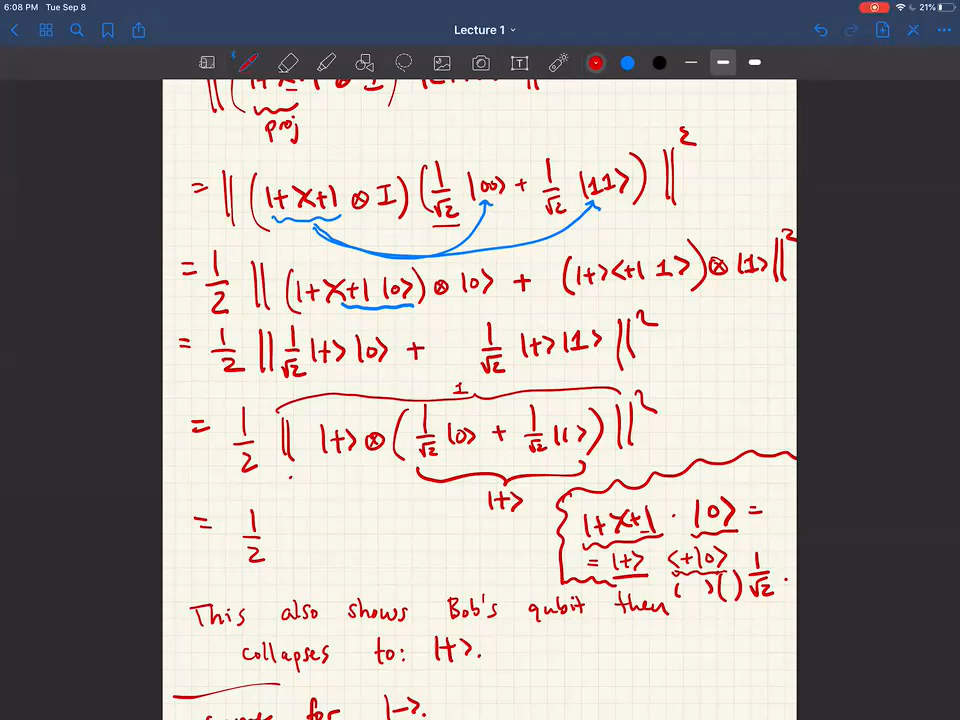 6:08 PM Tue Sep 8
21%
Lecture 1
T
proj
= ‖ (|+⟩⟨+| ⊗ I) (1/√2 |00⟩ + 1/√2 |11⟩) ‖²
= 1/2 ‖ (|+⟩⟨+| |0⟩) ⊗ |0⟩ + (|+⟩⟨+| 1⟩) ⊗ |1⟩ ‖²
= 1/2 ‖ 1/√2 |+⟩ |0⟩ + 1/√2 |+⟩ |1⟩ ‖²
1
= 1/2 ‖ |+⟩ ⊗ (1/√2 |0⟩ + 1/√2 |1⟩) ‖²
|+⟩
= 1/2
|+⟩⟨+| · |0⟩ =
= |+⟩ ⟨+|0⟩ 1/√2 .
( )( )
This also shows Bob's qubit then
collapses to: |+⟩.
same for |−⟩.